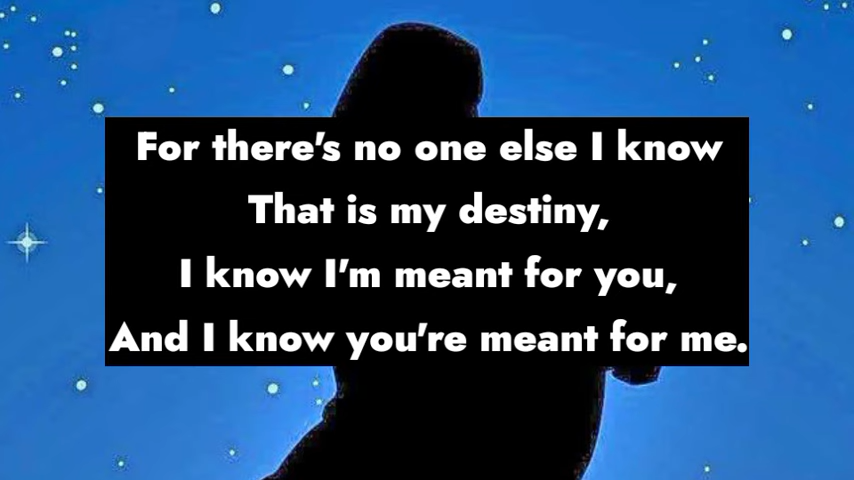 For there's no one else I know
That is my destiny,
I know I'm meant for you,
And I know you're meant for me.